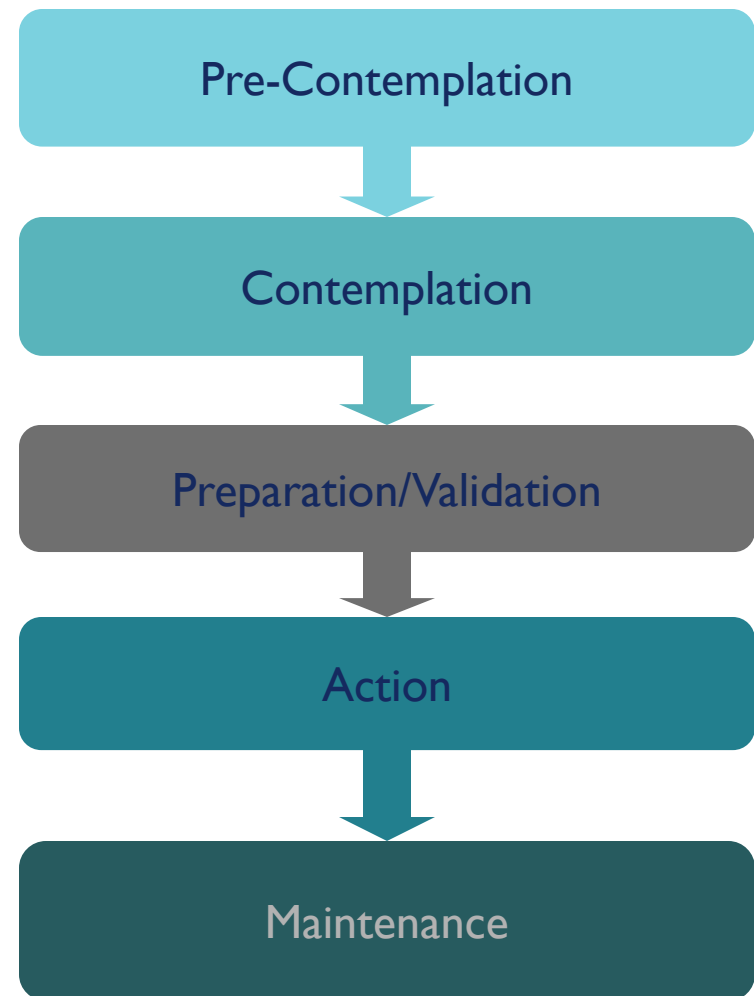 Pre-Contemplation
Contemplation
Preparation/Validation
Action
Maintenance